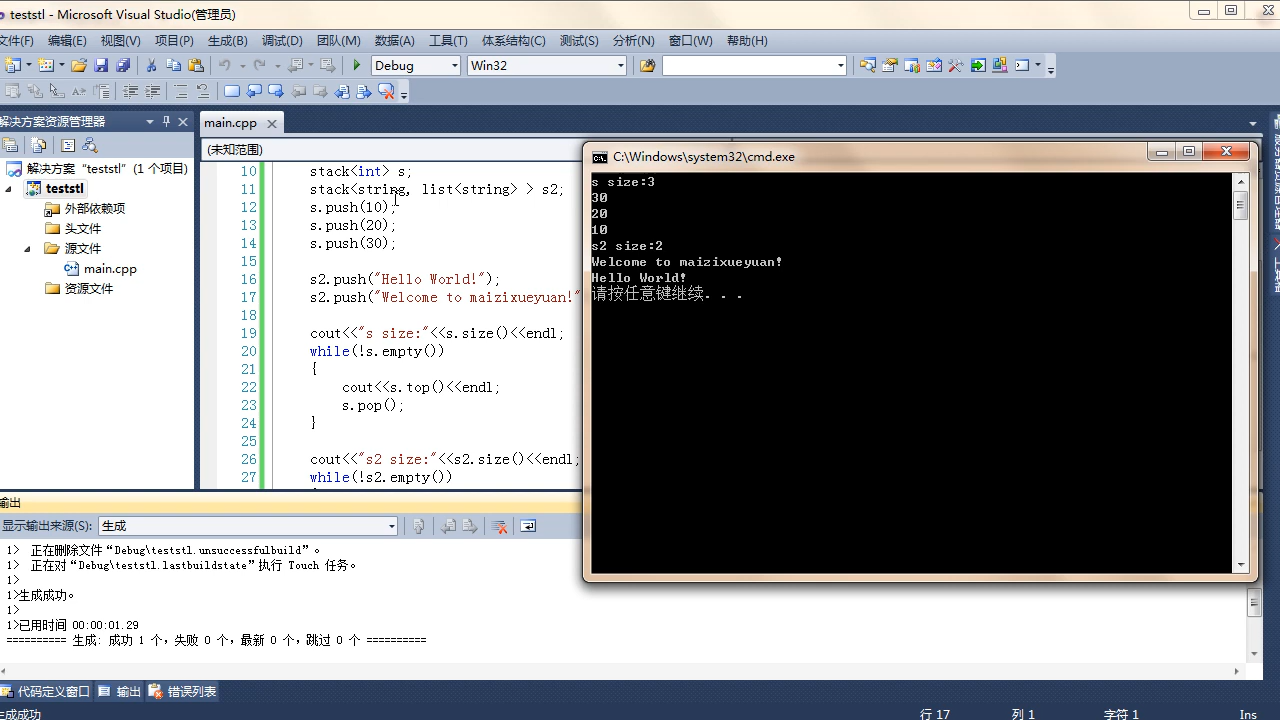 teststl - Microsoft Visual Studio(管理员)
文件(F) 编辑(E) 视图(V) 项目(P) 生成(B) 调试(D) 团队(M) 数据(A) 工具(T) 体系结构(C) 测试(S) 分析(N) 窗口(W) 帮助(H)
Debug Win32
解决方案资源管理器
main.cpp
(未知范围)
解决方案 “teststl” (1 个项目)
teststl
外部依赖项
头文件
源文件
main.cpp
资源文件
10 stack<int> s;
11 stack<string, list<string> > s2;
12 s.push(10);
13 s.push(20);
14 s.push(30);
15
16 s2.push("Hello World!");
17 s2.push("Welcome to maizixueyuan!"
18
19 cout<<"s size:"<<s.size()<<endl;
20 while(!s.empty())
21 {
22 cout<<s.top()<<endl;
23 s.pop();
24 }
25
26 cout<<"s2 size:"<<s2.size()<<endl;
27 while(!s2.empty())
C:\Windows\system32\cmd.exe
s size:3
30
20
10
s2 size:2
Welcome to maizixueyuan!
Hello World!
请按任意键继续. . .
输出
显示输出来源(S): 生成
1> 正在删除文件“Debug\teststl.unsuccessfulbuild”。
1> 正在对“Debug\teststl.lastbuildstate”执行 Touch 任务。
1>
1>生成成功。
1>
1>已用时间 00:00:01.29
========== 生成: 成功 1 个，失败 0 个，最新 0 个，跳过 0 个 ==========
代码定义窗口 输出 错误列表
生成成功 行 17 列 1 字符 1 Ins